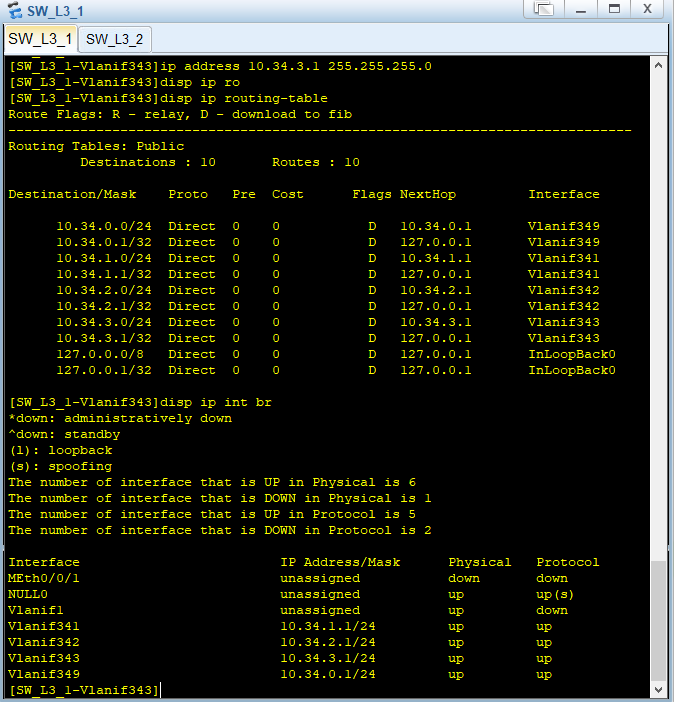 SW_L3_1
SW_L3_1 SW_L3_2
[SW_L3_1-Vlanif343]ip address 10.34.3.1 255.255.255.0
[SW_L3_1-Vlanif343]disp ip ro
[SW_L3_1-Vlanif343]disp ip routing-table
Route Flags: R - relay, D - download to fib
------------------------------------------------------------------------------
Routing Tables: Public
         Destinations : 10       Routes : 10

Destination/Mask    Proto   Pre  Cost      Flags NextHop         Interface

      10.34.0.0/24  Direct  0    0           D   10.34.0.1       Vlanif349
      10.34.0.1/32  Direct  0    0           D   127.0.0.1       Vlanif349
      10.34.1.0/24  Direct  0    0           D   10.34.1.1       Vlanif341
      10.34.1.1/32  Direct  0    0           D   127.0.0.1       Vlanif341
      10.34.2.0/24  Direct  0    0           D   10.34.2.1       Vlanif342
      10.34.2.1/32  Direct  0    0           D   127.0.0.1       Vlanif342
      10.34.3.0/24  Direct  0    0           D   10.34.3.1       Vlanif343
      10.34.3.1/32  Direct  0    0           D   127.0.0.1       Vlanif343
      127.0.0.0/8   Direct  0    0           D   127.0.0.1       InLoopBack0
      127.0.0.1/32  Direct  0    0           D   127.0.0.1       InLoopBack0

[SW_L3_1-Vlanif343]disp ip int br
*down: administratively down
^down: standby
(l): loopback
(s): spoofing
The number of interface that is UP in Physical is 6
The number of interface that is DOWN in Physical is 1
The number of interface that is UP in Protocol is 5
The number of interface that is DOWN in Protocol is 2

Interface                         IP Address/Mask      Physical   Protocol
MEth0/0/1                         unassigned           down       down
NULL0                             unassigned           up         up(s)
Vlanif1                           unassigned           up         down
Vlanif341                         10.34.1.1/24         up         up
Vlanif342                         10.34.2.1/24         up         up
Vlanif343                         10.34.3.1/24         up         up
Vlanif349                         10.34.0.1/24         up         up
[SW_L3_1-Vlanif343]